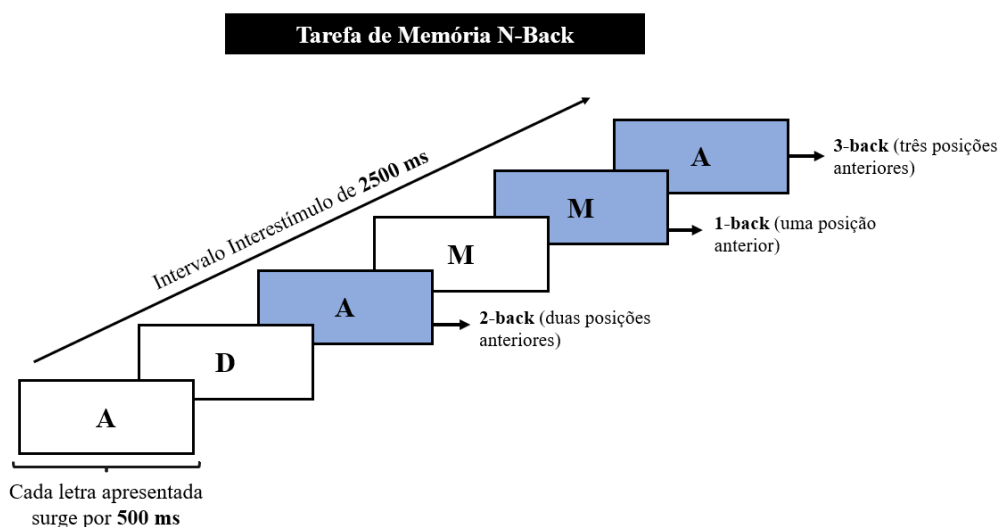 Tarefa de Memória N-Back
Intervalo Interestímulo de 2500 ms
A
3-back (três posições
anteriores)
M
1-back (uma posição
anterior)
M
A
2-back (duas posições
anteriores)
D
A
Cada letra apresentada
surge por 500 ms